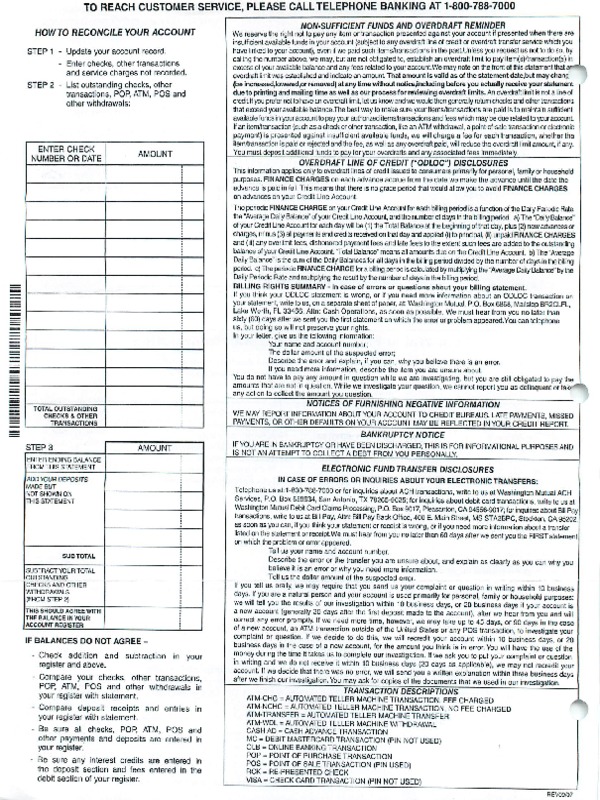 TO REACH CUSTOMER SERVICE, PLEASE CALL TELEPHONE BANKING AT 1-800-788-7000
HOW TO RECONCILE YOUR ACCOUNT
STEP 1 - Update your account record.
- Enter checks, other transactions
and service charges not recorded.
STEP 2 - List outstanding checks, other
transactions, POP, ATM, POS and
other withdrawals:
ENTER CHECK
NUMBER OR DATE
AMOUNT
TOTAL OUTSTANDING
CHECKS & OTHER
TRANSACTIONS
STEP 3
AMOUNT
ENTER ENDING BALANCE
FROM THIS STATEMENT
ADD YOUR DEPOSITS
MADE BUT
NOT SHOWN ON
THIS STATEMENT
SUB TOTAL
SUBTRACT YOUR TOTAL
OUTSTANDING
CHECKS AND OTHER
WITHDRAWALS
(FROM STEP 2)
THIS SHOULD AGREE WITH
THE BALANCE IN YOUR
ACCOUNT REGISTER
IF BALANCES DO NOT AGREE –
- Check addition and subtraction in your
register and above.
- Compare your checks, other transactions,
POP, ATM, POS and other withdrawals in
your register with statement.
- Compare deposit receipts and entries in
your register with statement.
- Be sure all checks, POP, ATM, POS and
other payments and deposits are entered in
your register.
- Be sure any interest credits are entered in
the deposit section and fees entered in the
debit section of your register.
NON-SUFFICIENT FUNDS AND OVERDRAFT REMINDER
We reserve the right not to pay any item or transaction presented against your account if presented when there are
insufficient available funds in your account (subject to any overdraft line of credit or overdraft transfer service which you
have linked to your account), even if we paid such items/transactions in the past. Unless you request us not to do so, by
calling the number above, we may, but are not obligated to, establish an overdraft limit to pay item(s)/transaction(s) in
excess of your available balance and any fees related to your account. We may note on the front of this statement that an
overdraft limit was established and indicate an amount. That amount is valid as of the statement date, but may change
(be increased, lowered or removed) at any time without notice, including before you actually receive your statement
due to printing and mailing time as well as our process for reviewing overdraft limits. An overdraft limit is not a line of
credit. If you prefer not to have an overdraft limit, let us know and we would then generally return checks and other transactions
that exceed your available balance. The best way to make sure your items/transactions are paid is to maintain sufficient
available funds in your account to pay your authorized items/transactions and fees which may be due related to your account.
If an item/transaction (such as a check or other transaction, like an ATM withdrawal, a point of sale transaction or electronic
payment) is presented against insufficient available funds, we will charge a fee for each transaction, whether the
item/transaction is paid or rejected and the fee, as well as any overdraft paid, will reduce the overdraft limit amount, if any.
You must deposit additional funds to pay for your overdrafts and any associated fees immediately.
OVERDRAFT LINE OF CREDIT ("ODLOC") DISCLOSURES
This information applies only to overdraft lines of credit issued to consumers primarily for personal, family or household
purposes. FINANCE CHARGES on each advance accrue from the date we make the advance until the date the
advance is paid in full. This means that there is no grace period that would allow you to avoid FINANCE CHARGES
on advances on your Credit Line Account.
The periodic FINANCE CHARGE on your Credit Line Account for each billing period is a function of the Daily Periodic Rate,
the "Average Daily Balance" of your Credit Line Account, and the number of days in the billing period. a) The "Daily Balance"
of your Credit Line Account for each day will be (1) the Total Balance at the beginning of that day, plus (2) new advances or
charges, minus (3) all payments and credits received on that day and applied (i) to principal, (ii) unpaid FINANCE CHARGES
and (iii) any over limit fees, dishonored payment fees and late fees to the extent such fees are added to the outstanding
balance of your Credit Line Account. "Total Balance" means all amounts due on the Credit Line Account. b) The "Average
Daily Balance" is the sum of the Daily Balances for all days in the billing period divided by the number of days in the billing
period. c) The periodic FINANCE CHARGE for a billing period is calculated by multiplying the "Average Daily Balance" by the
Daily Periodic Rate and multiplying the result by the number of days in the billing period.
BILLING RIGHTS SUMMARY - In case of errors or questions about your billing statement.
If you think your ODLOC statement is wrong, or if you need more information about an ODLOC transaction on
your statement, write to us, on a separate sheet of paper, at Washington Mutual, P.O. Box
Lake Worth, FL 33466. Attn: Cash Operations, as soon as possible. We must hear from you no later than
sixty (60) days after we sent you the first statement on which the error or problem appeared. You can telephone
us, but doing so will not preserve your rights.
In your letter, give us the following information:
Your name and account number.
The dollar amount of the suspected error;
Describe the error and explain, if you can, why you believe there is an error.
If you need more information, describe the item you are unsure about.
You do not have to pay any amount in question while we are investigating, but you are still obligated to pay the
amounts that are not in question. While we investigate your question, we cannot report you as delinquent or take
any action to collect the amount you question.
NOTICES OF FURNISHING NEGATIVE INFORMATION
WE MAY REPORT INFORMATION ABOUT YOUR ACCOUNT TO CREDIT BUREAUS. LATE PAYMENTS, MISSED
PAYMENTS, OR OTHER DEFAULTS ON YOUR ACCOUNT MAY BE REFLECTED IN YOUR CREDIT REPORT.
BANKRUPTCY NOTICE
IF YOU ARE IN BANKRUPTCY OR HAVE BEEN DISCHARGED, THIS IS FOR INFORMATIONAL PURPOSES AND
IS NOT AN ATTEMPT TO COLLECT A DEBT FROM YOU PERSONALLY.
ELECTRONIC FUND TRANSFER DISCLOSURES
IN CASE OF ERRORS OR INQUIRIES ABOUT YOUR ELECTRONIC TRANSFERS:
Telephone us at 1-800-788-7000 or for inquiries about ACH transactions, write to us at Washington Mutual ACH
Services, P.O. Box San Antonio, TX for inquiries about debit card transactions, write to us at
Washington Mutual Debit Card Claims Processing, P.O. Box 9017, Pleasanton, CA for inquiries about Bill Pay
transactions, write to us at Bill Pay, Attn: Bill Pay Back Office, 400 E. Main Street, MS STA2BPC, Stockton, CA
as soon as you can, if you think your statement or receipt is wrong, or if you need more information about a transfer
listed on the statement or receipt. We must hear from you no later than 60 days after we sent you the FIRST statement
on which the problem or error appeared.
Tell us your name and account number.
Describe the error or the transfer you are unsure about, and explain as clearly as you can why you
believe it is an error or why you need more information.
Tell us the dollar amount of the suspected error.
If you tell us orally, we may require that you send us your complaint or question in writing within 10 business
days. If you are a natural person and your account is used primarily for personal, family or household purposes:
we will tell you the results of our investigation within 10 business days, or 20 business days if your account is
a new account (generally 30 days after the first deposit made to the account), after we hear from you and will
correct any error promptly. If we need more time, however, we may take up to 45 days, or 90 days in the case
of a new account, an ATM transaction outside of the United States or any POS transaction, to investigate your
complaint or question. If we decide to do this, we will recredit your account within 10 business days, or 20
business days in the case of a new account, for the amount you think is in error. You will have the use of the
money during the time it takes us to complete our investigation. If we ask you to put your complaint or question
in writing and we do not receive it within 10 business days (20 days as applicable), we may not recredit your
account. If we decide that there was no error, we will send you a written explanation within three business days
after we finish our investigation. You may ask for copies of the documents that we used in our investigation.
TRANSACTION DESCRIPTIONS
ATM-CHG = AUTOMATED TELLER MACHINE TRANSACTION, FEE CHARGED
ATM-NCHG = AUTOMATED TELLER MACHINE TRANSACTION, NO FEE CHARGED
ATM-TRANSFER = AUTOMATED TELLER MACHINE TRANSFER
ATM-WDL = AUTOMATED TELLER MACHINE WITHDRAWAL
CASH AD = CASH ADVANCE TRANSACTION
MC = DEBIT MASTERCARD TRANSACTION (PIN NOT USED)
OLB = ONLINE BANKING TRANSACTION
POP = POINT OF PURCHASE TRANSACTION
POS = POINT OF SALE TRANSACTION (PIN USED)
RCK = RE-PRESENTED CHECK
VISA = CHECK CARD TRANSACTION (PIN NOT USED)